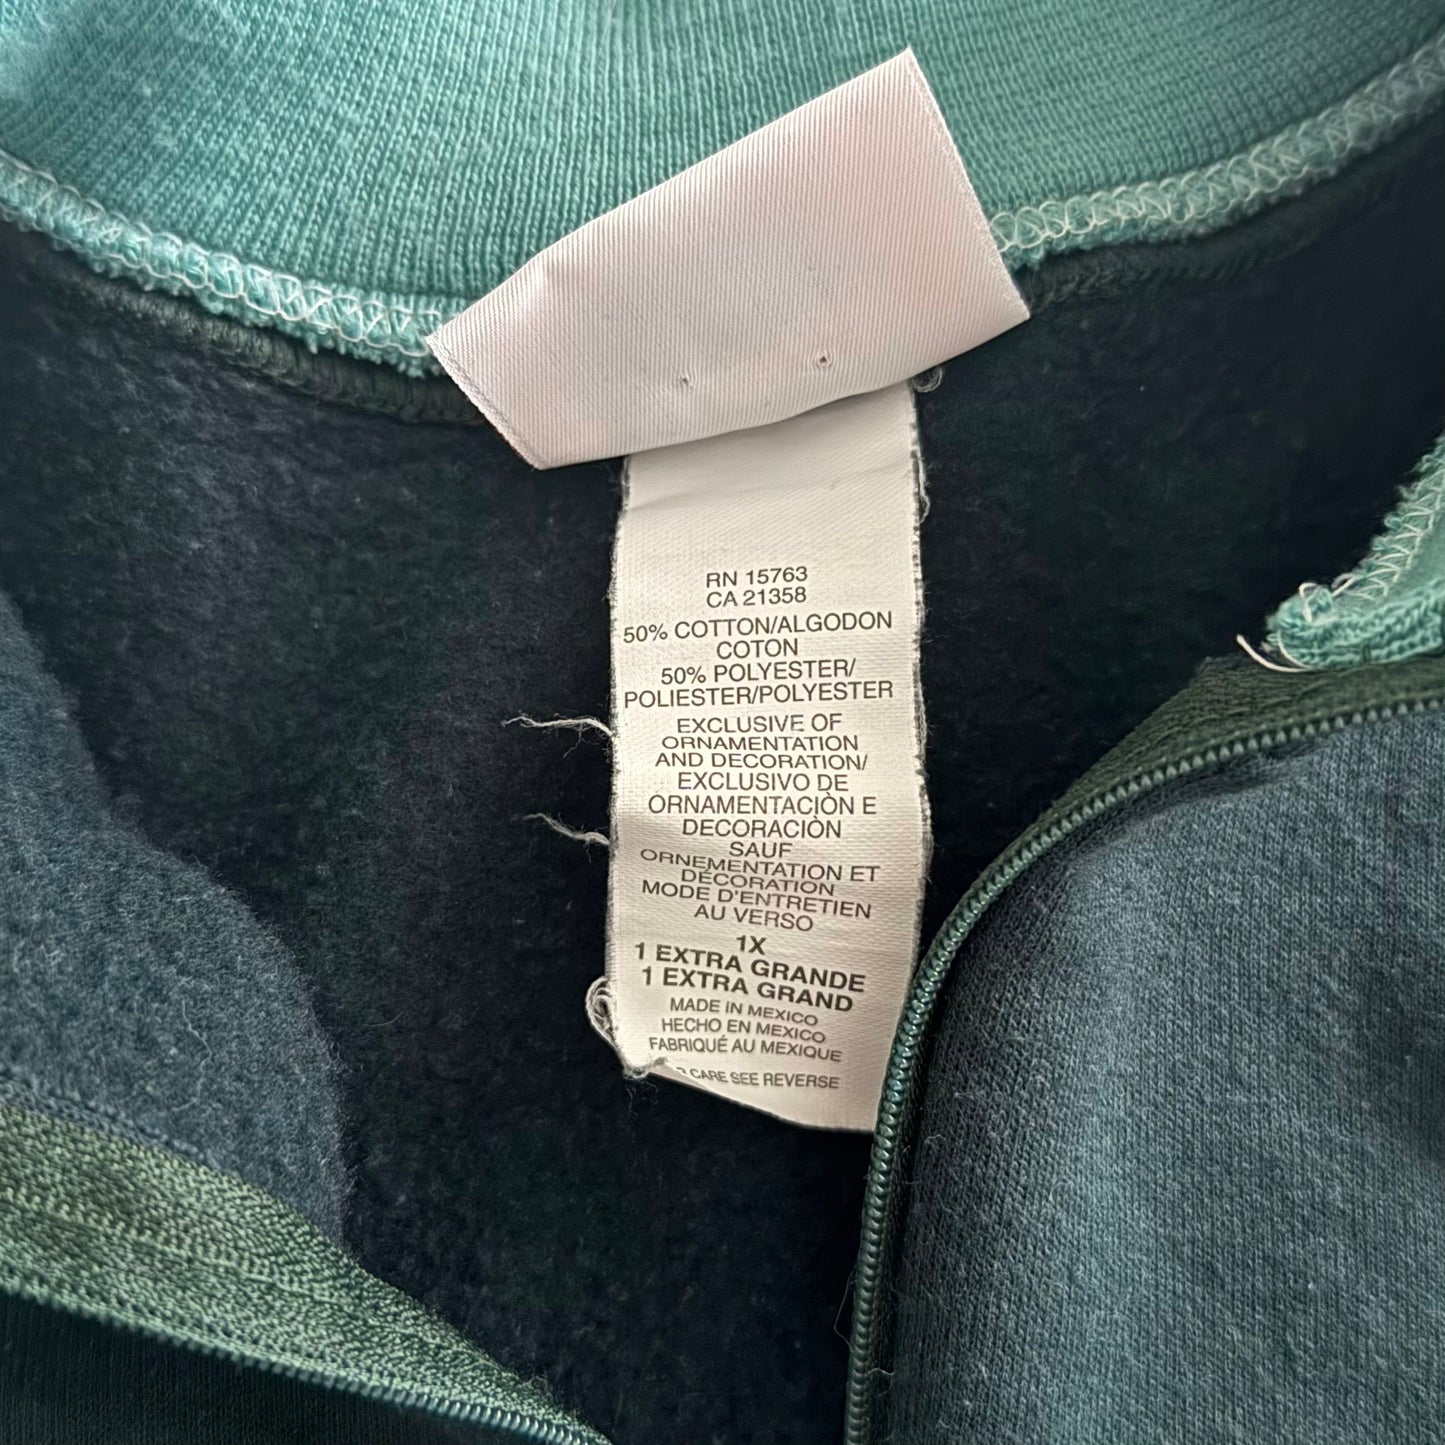 RN 15763
CA 21358
50% COTTON/ALGODON
COTON
50% POLYESTER/
POLIESTER/POLYESTER
EXCLUSIVE OF
ORNAMENTATION
AND DECORATION/
EXCLUSIVO DE
ORNAMENTACIÒN E
DECORACIÒN
SAUF
ORNEMENTATION ET
DÉCORATION
MODE D'ENTRETIEN
AU VERSO
1X
1 EXTRA GRANDE
1 EXTRA GRAND
MADE IN MEXICO
HECHO EN MEXICO
FABRIQUÉ AU MEXIQUE
CARE SEE REVERSE